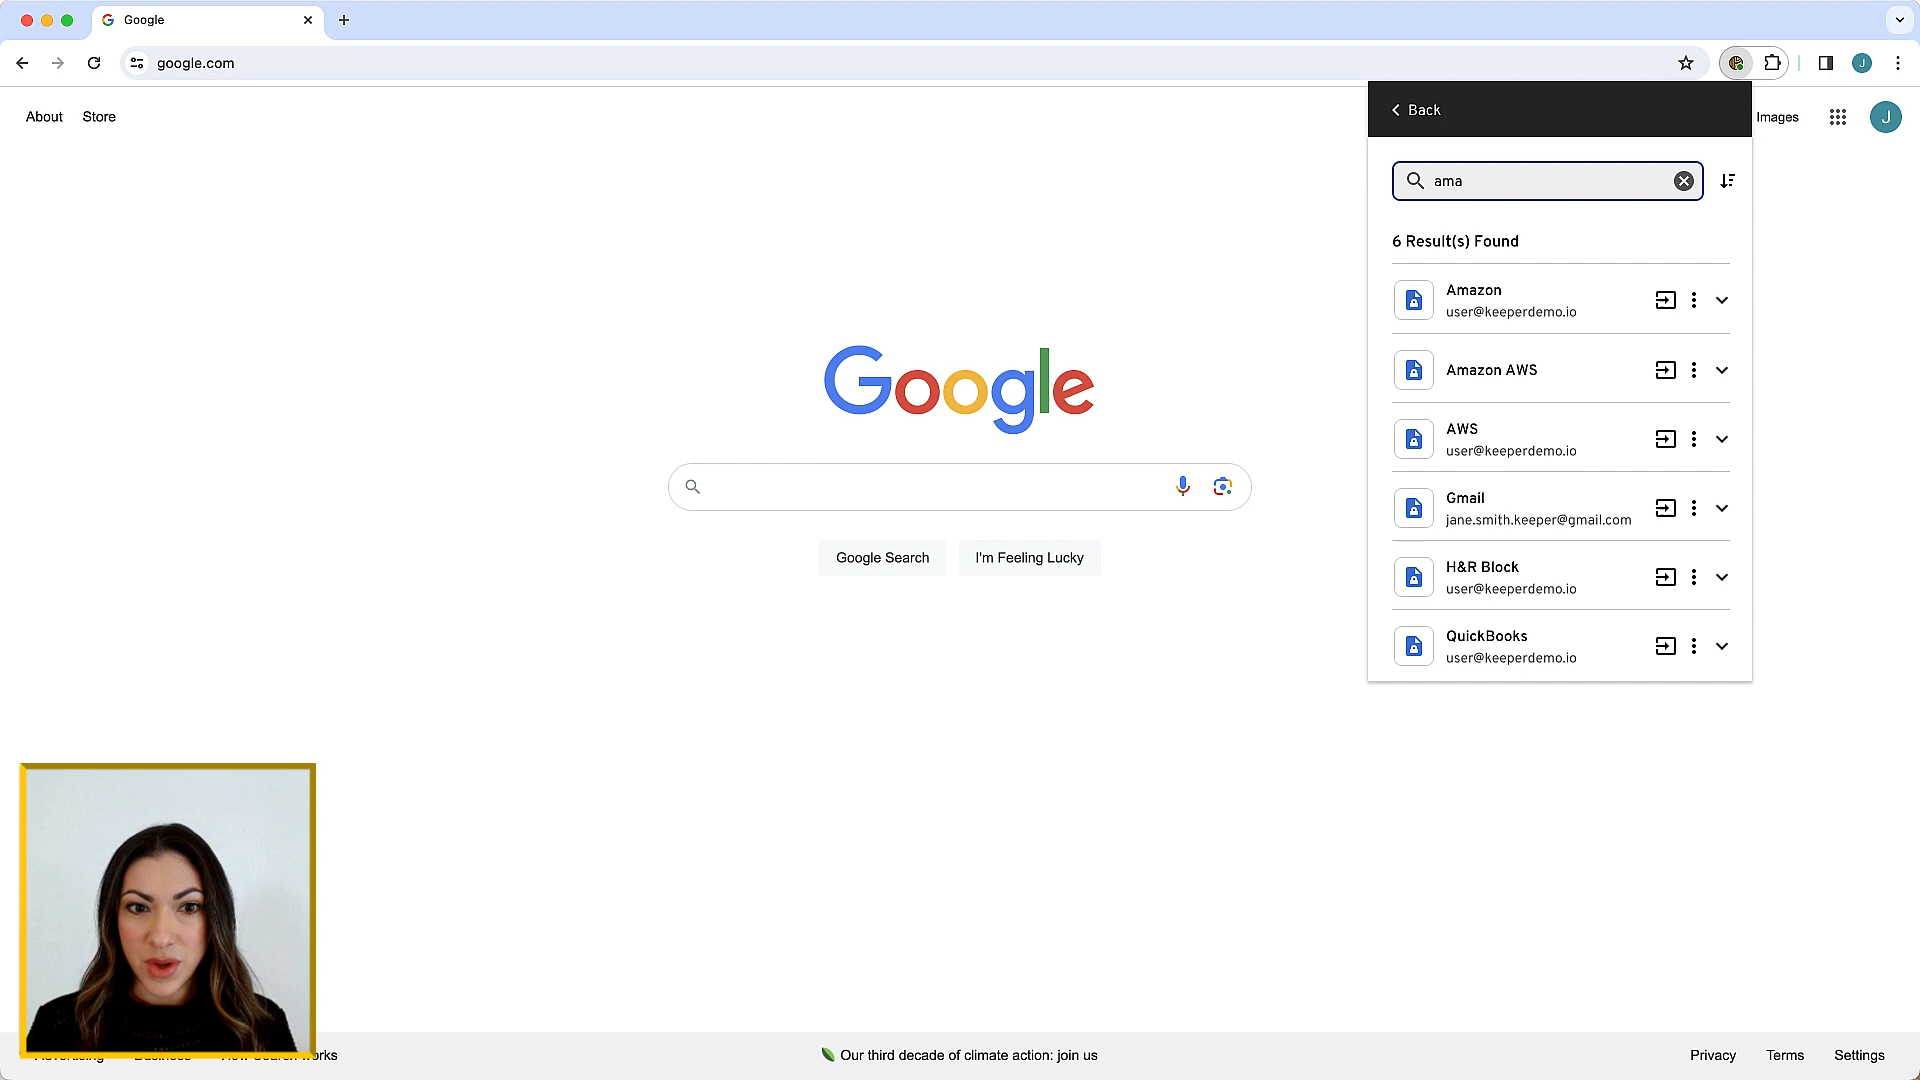 Google
google.com
About
Store
Images
J
J
Back
ama
6 Result(s) Found
Amazon
user@keeperdemo.io
Amazon AWS
AWS
user@keeperdemo.io
Gmail
jane.smith.keeper@gmail.com
H&R Block
user@keeperdemo.io
QuickBooks
user@keeperdemo.io
Google
Google Search
I'm Feeling Lucky
Our third decade of climate action: join us
Privacy
Terms
Settings